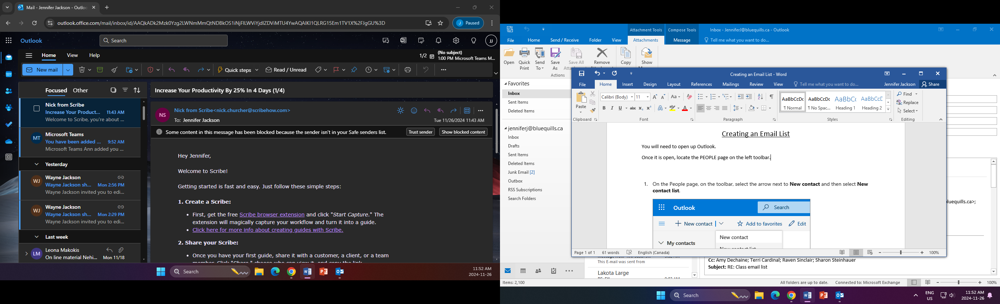 Mail - Jennifer Jackson - Outloo
outlook.office.com/mail/inbox/id/AAQkADk2Mzk0Yzg2LWNmMmQtNDBkOS1iNjFlLWViYjdlZDViMTU4YwAQAIKI1QLRG15Em1TV1X%2FJgGU%3D
J Paused
Outlook
Search
JJ
Home View Help
1/2
(No subject)
1:00 PM Microsoft Teams M...
New mail
Quick steps
Read / Unread
Focused Other
Nick from Scribe
Increase Your Product... 11:43 AM
Welcome to Scribe, you're about ...
MT
Microsoft Teams
You have been added ... 9:52 AM
Microsoft Teams Ann added you ...
Yesterday
WJ
Wayne Jackson
Wayne Jackson sh... Mon 2:56 PM
Wayne Jackson invited you to edi...
WJ
Wayne Jackson
Wayne Jackson sh... Mon 2:29 PM
Wayne Jackson invited you to edi...
Last week
LM
Leona Makokis
On line material Nehi... Mon 11/18
Increase Your Productivity By 25% In 4 Days (1/4)
NS
Nick from Scribe<nick.churcher@scribehow.com>
To: Jennifer Jackson
Tue 11/26/2024 11:43 AM
Some content in this message has been blocked because the sender isn't in your Safe senders list.
Trust sender
Show blocked content
Hey Jennifer,
Welcome to Scribe!
Getting started is fast and easy. Just follow these simple steps:
1. Create a Scribe:
• First, get the free Scribe browser extension and click "Start Capture." The
extension will magically capture your workflow and turn it into a guide.
• Click here for more info about creating guides with Scribe.
2. Share your Scribe:
• Once you have your first guide, share it with a customer, a client, or a team
member. Click "Share," choose who can view it, and copy the link.
Search
11:52 AM
2024-11-26
Attachment Tools Compose Tools
Inbox - JenniferJ@bluequills.ca - Outlook
File Home Send / Receive Folder View Attachments Message Tell me what you want to do...
Open
Quick Print
Send To
Save As
Save All
Remove
Copy
Show
Actions
Favorites
Inbox
Sent Items
Deleted Items
jenniferj@bluequills.ca
Inbox
Drafts
Sent Items
Deleted Items
Junk Email [2]
Outbox
RSS Subscriptions
Search Folders
Creating an Email List - Word
File Home Insert Design Layout References Mailings Review View Tell me what you want to do...
Jennifer Jackson
Share
Paste
Clipboard
Calibri (Body) 11
Font
Paragraph
AaBbCcDc AaBbCcDc AaBbCc AaBbCcE
¶ Normal ¶ No Spac... Heading 1 Heading 2
Styles
Find
Replace
Select
Editing
Creating an Email List
You will need to open up Outlook.
Once it is open, locate the PEOPLE page on the left toolbar.
1. On the People page, on the toolbar, select the arrow next to New contact and then select New
contact list.
Outlook
Search
New contact
Add to favorites
Edit
My contacts
New contact
New contact list
Page 1 of 1 61 words English (Canada)
100%
bluequills.ca>;
This E-mail was sent from
Lakota Large
Cc: Amy Dechaine; Terri Cardinal; Raven Sinclair; Sharon Steinhauer
Subject: RE: Class email list
Items: 2,100
All folders are up to date. Connected to: Microsoft Exchange
100%
Search
ENG
US
11:52 AM
2024-11-26